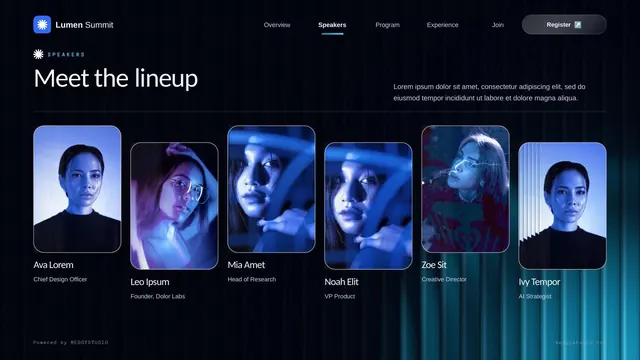 Lumen Summit
Overview
Speakers
Program
Experience
Join
Register
SPEAKERS
Meet the lineup
Lorem ipsum dolor sit amet, consectetur adipiscing elit, sed do
eiusmod tempor incididunt ut labore et dolore magna aliqua.
Ava Lorem
Chief Design Officer
Leo Ipsum
Founder, Dolor Labs
Mia Amet
Head of Research
Noah Elit
VP Product
Zoe Sit
Creative Director
Ivy Tempor
AI Strategist
Powered by MEGGYSTUDIO